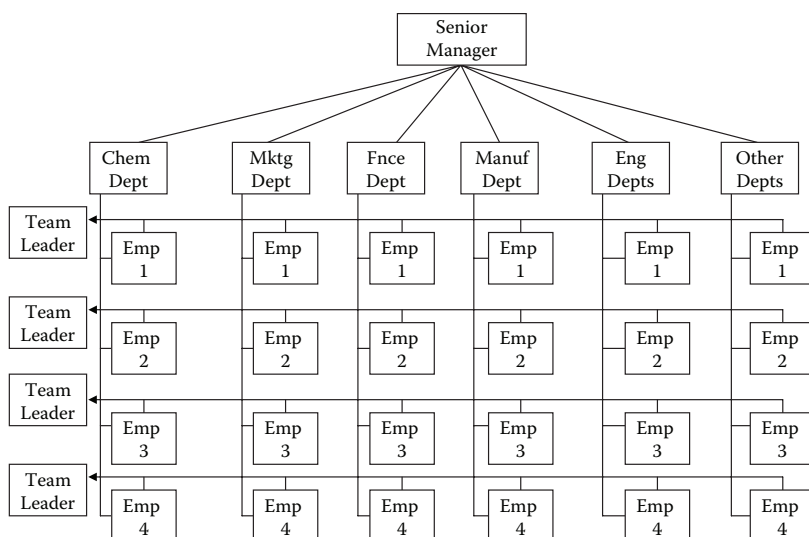 Senior
Manager
Chem
Dept
Mktg
Dept
Fnce
Dept
Manuf
Dept
Eng
Depts
Other
Depts
Team
Leader
Emp
1
Emp
1
Emp
1
Emp
1
Emp
1
Emp
1
Team
Leader
Emp
2
Emp
2
Emp
2
Emp
2
Emp
2
Emp
2
Team
Leader
Emp
3
Emp
3
Emp
3
Emp
3
Emp
3
Emp
3
Team
Leader
Emp
4
Emp
4
Emp
4
Emp
4
Emp
4
Emp
4